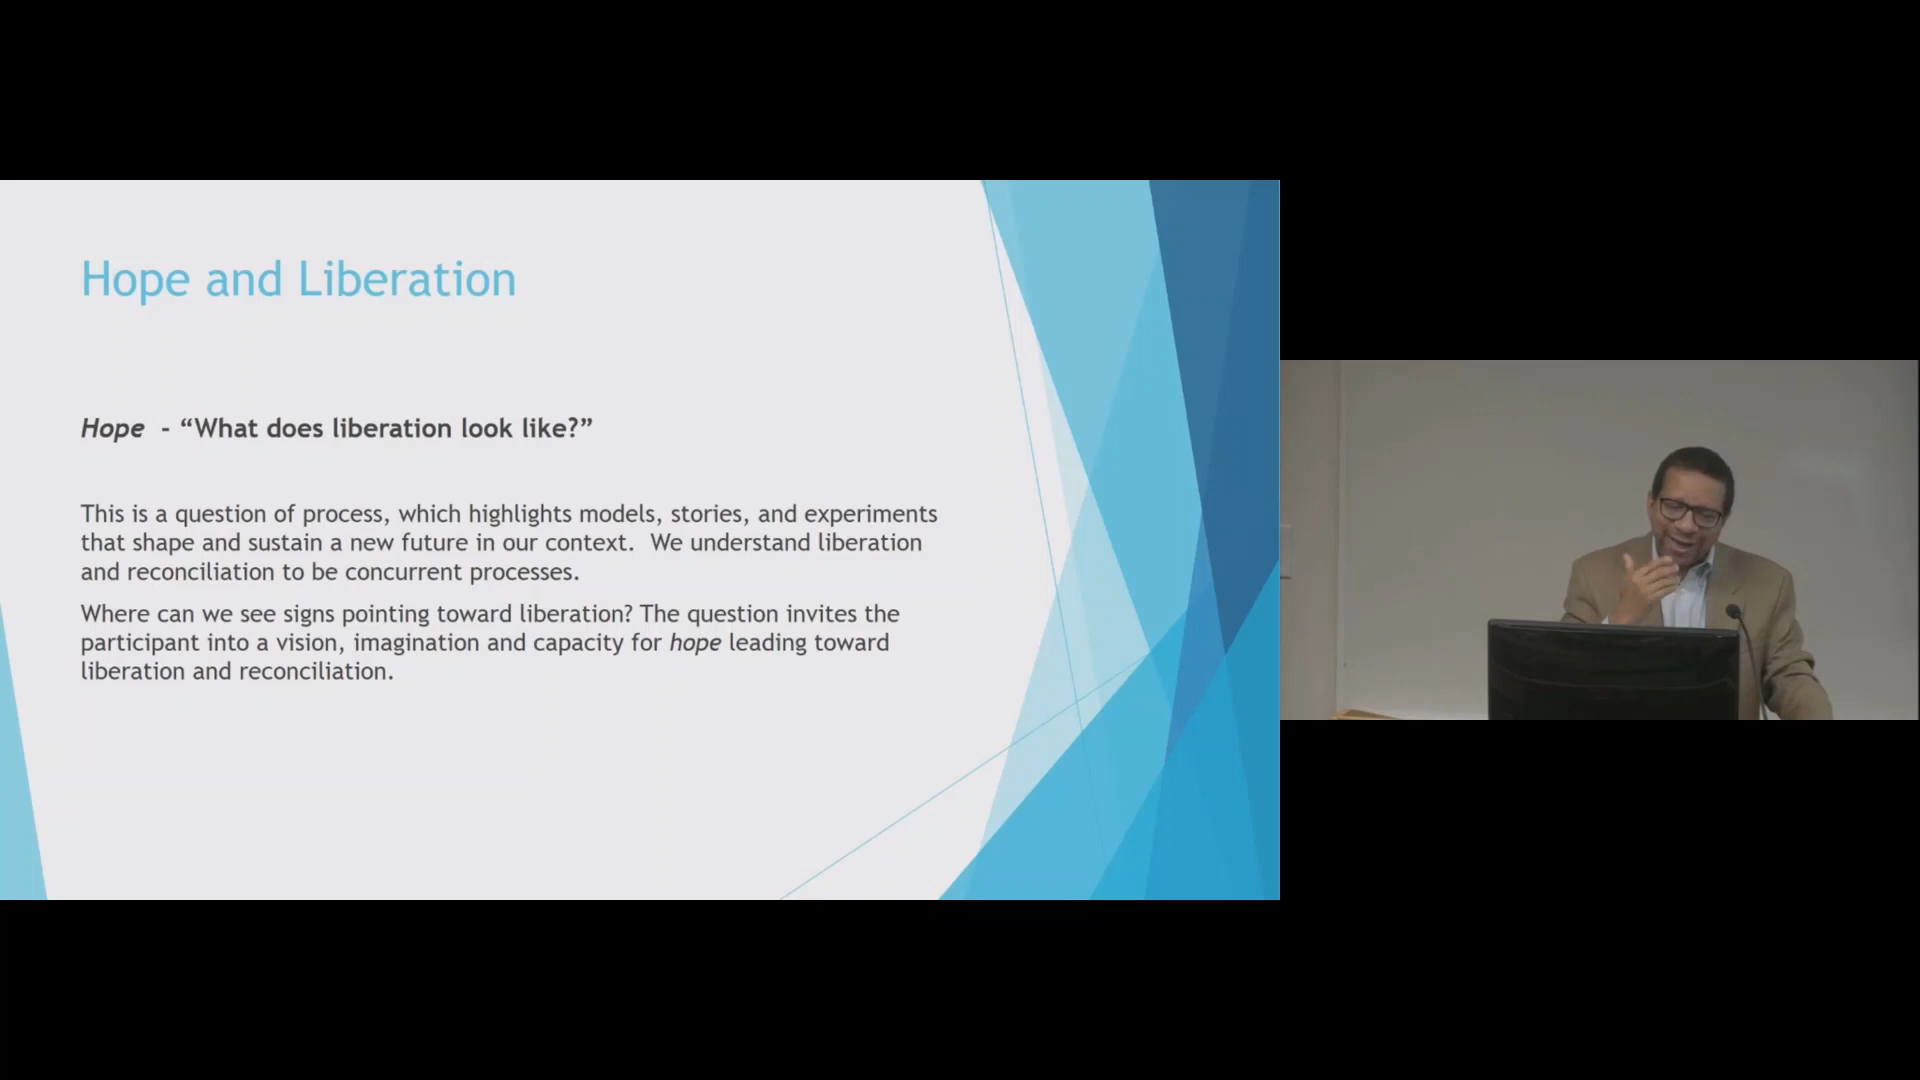 Hope and Liberation
Hope - “What does liberation look like?”
This is a question of process, which highlights models, stories, and experiments
that shape and sustain a new future in our context. We understand liberation
and reconciliation to be concurrent processes.
Where can we see signs pointing toward liberation? The question invites the
participant into a vision, imagination and capacity for hope leading toward
liberation and reconciliation.